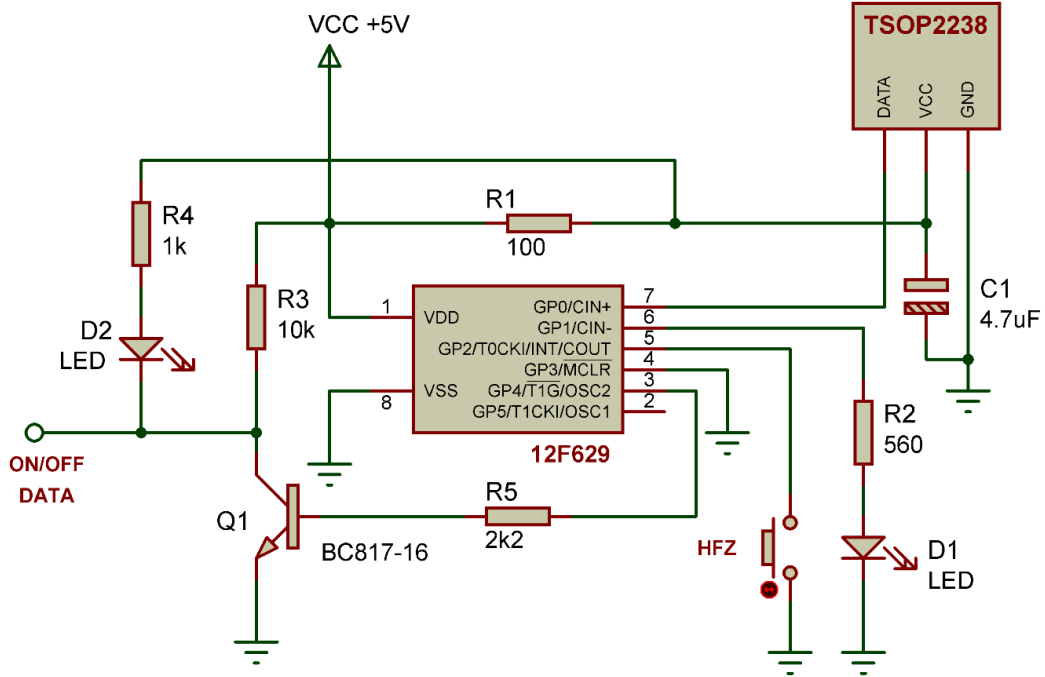 VCC +5V
TSOP2238
DATA
VCC
GND
R4
1k
R1
100
R3
10k
C1
4.7uF
D2
LED
1
VDD
8
VSS
GP0/CIN+
7
GP1/CIN-
6
GP2/T0CKI/INT/COUT
5
GP3/MCLR
4
GP4/T1G/OSC2
3
GP5/T1CKI/OSC1
2
12F629
R2
560
ON/OFF
DATA
Q1
BC817-16
R5
2k2
HFZ
D1
LED